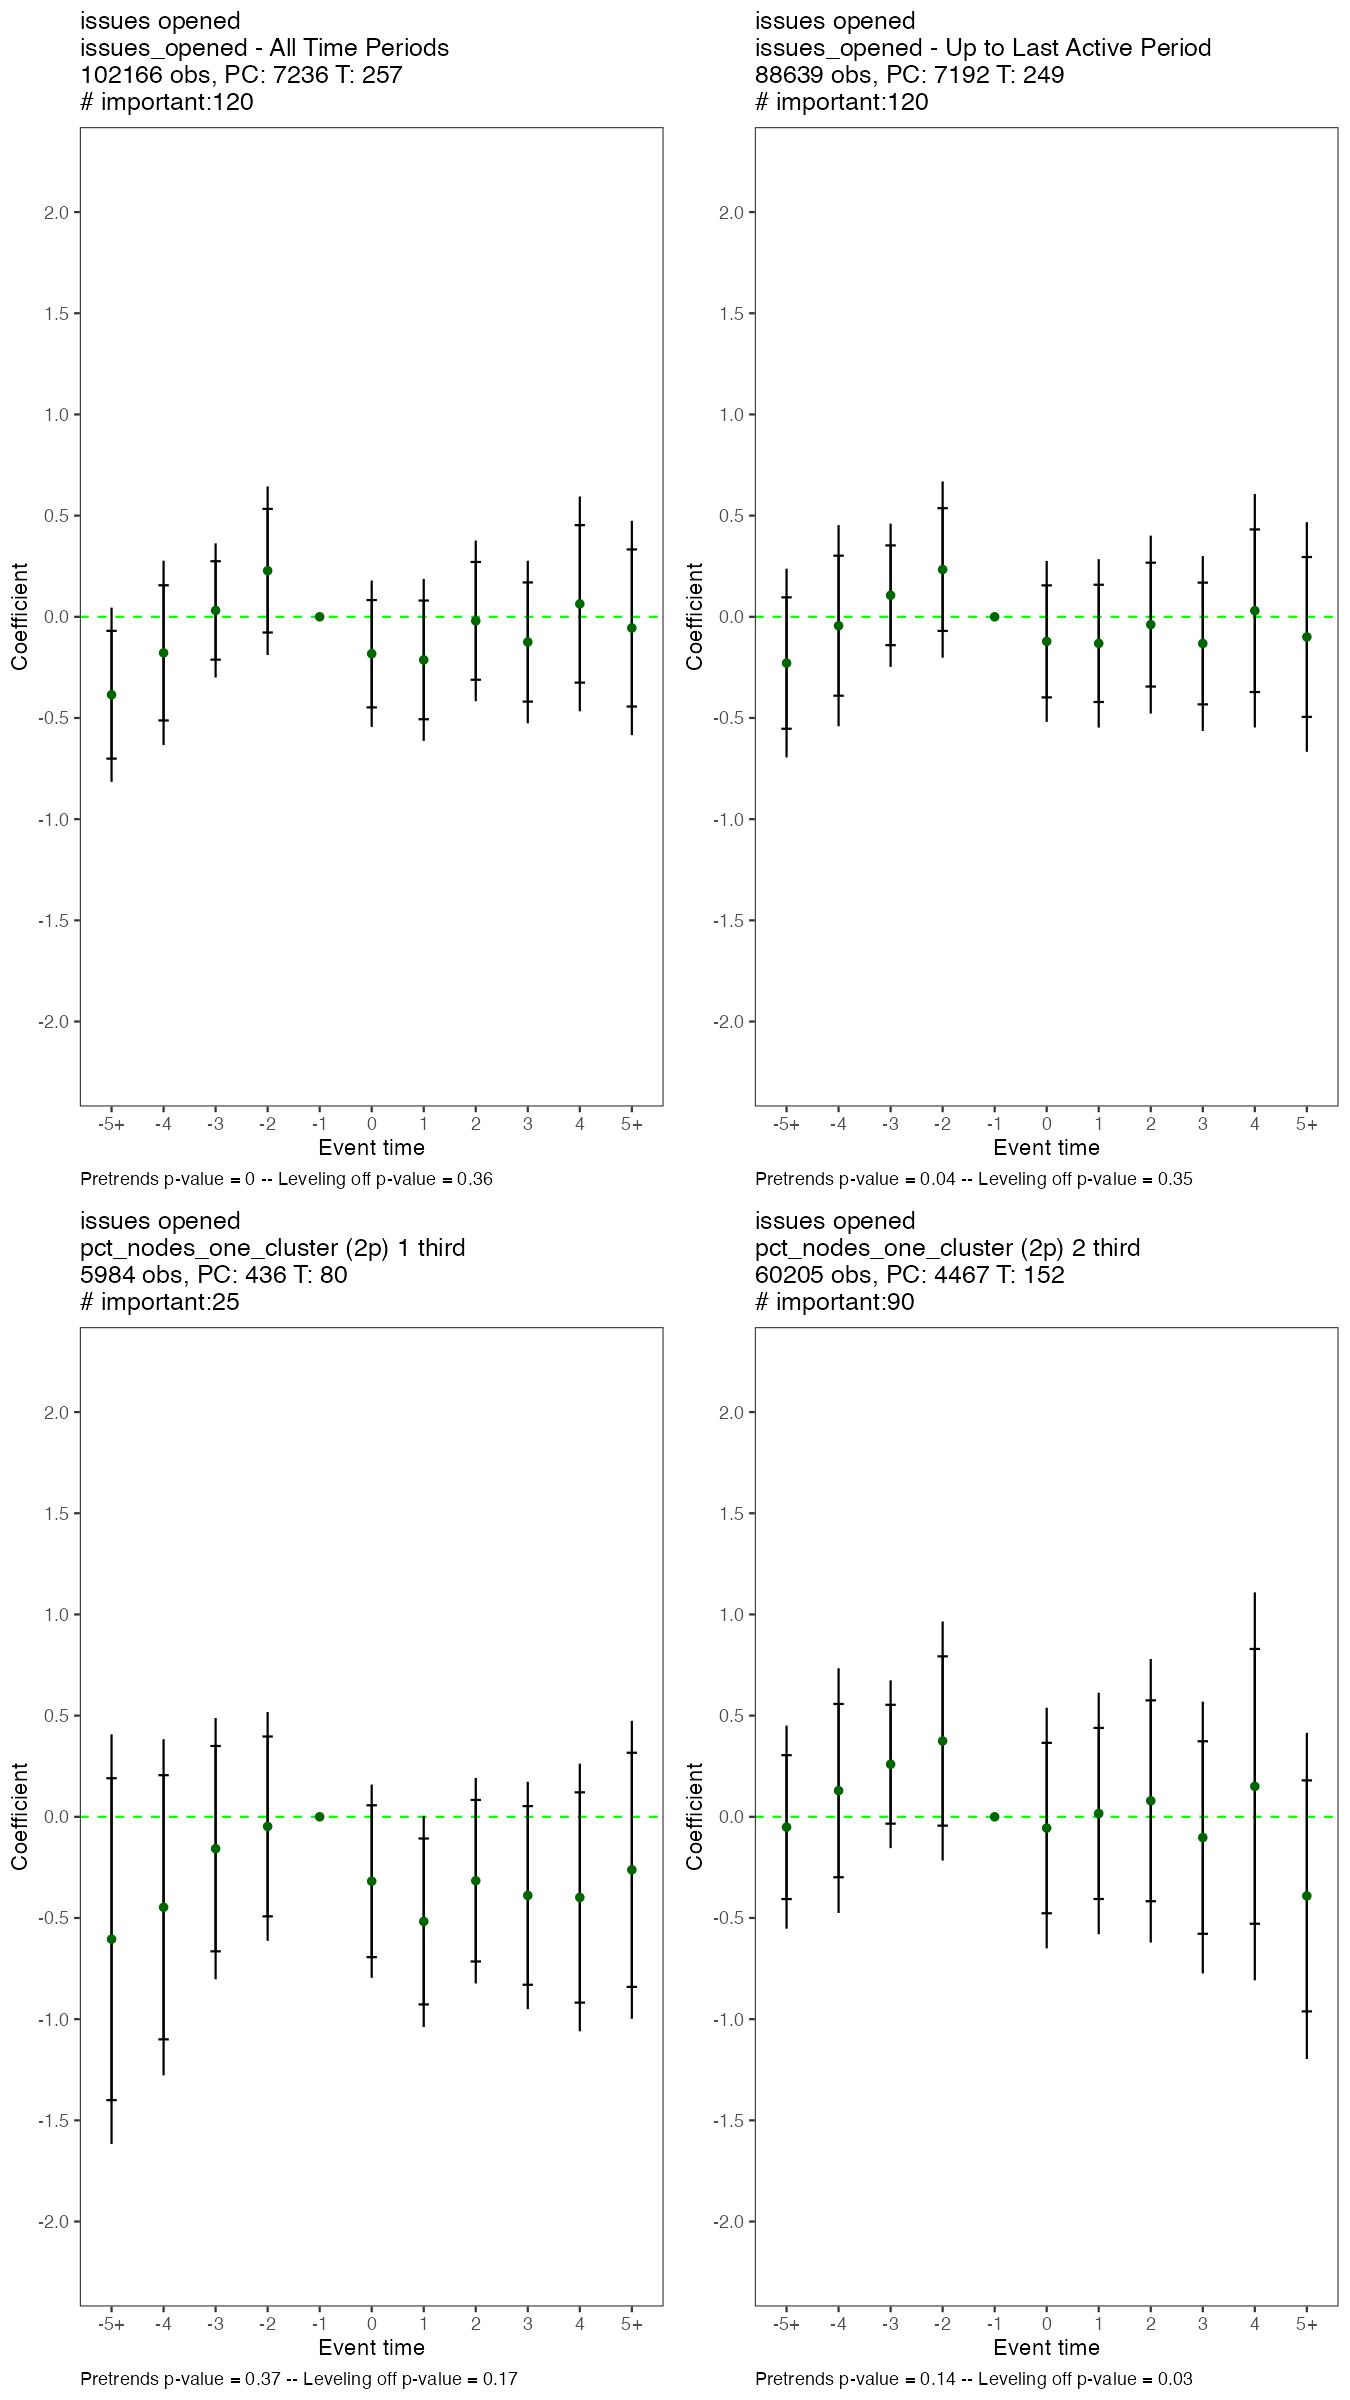 issues opened
issues_opened - All Time Periods
102166 obs, PC: 7236 T: 257
# important:120
Coefficient
2.0
1.5
1.0
0.5
0.0
-0.5
-1.0
-1.5
-2.0
-5+ -4 -3 -2 -1 0 1 2 3 4 5+
Event time
Pretrends p-value = 0 -- Leveling off p-value = 0.36
issues opened
issues_opened - Up to Last Active Period
88639 obs, PC: 7192 T: 249
# important:120
Coefficient
2.0
1.5
1.0
0.5
0.0
-0.5
-1.0
-1.5
-2.0
-5+ -4 -3 -2 -1 0 1 2 3 4 5+
Event time
Pretrends p-value = 0.04 -- Leveling off p-value = 0.35
issues opened
pct_nodes_one_cluster (2p) 1 third
5984 obs, PC: 436 T: 80
# important:25
Coefficient
2.0
1.5
1.0
0.5
0.0
-0.5
-1.0
-1.5
-2.0
-5+ -4 -3 -2 -1 0 1 2 3 4 5+
Event time
Pretrends p-value = 0.37 -- Leveling off p-value = 0.17
issues opened
pct_nodes_one_cluster (2p) 2 third
60205 obs, PC: 4467 T: 152
# important:90
Coefficient
2.0
1.5
1.0
0.5
0.0
-0.5
-1.0
-1.5
-2.0
-5+ -4 -3 -2 -1 0 1 2 3 4 5+
Event time
Pretrends p-value = 0.14 -- Leveling off p-value = 0.03